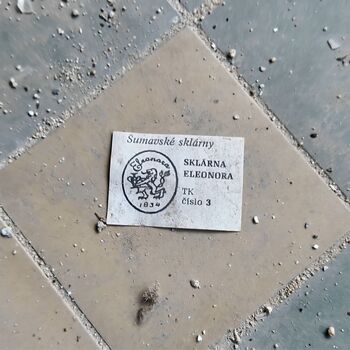 Šumavské sklárny
Eleonora
1834
SKLÁRNA
ELEONORA
TK
číslo 3